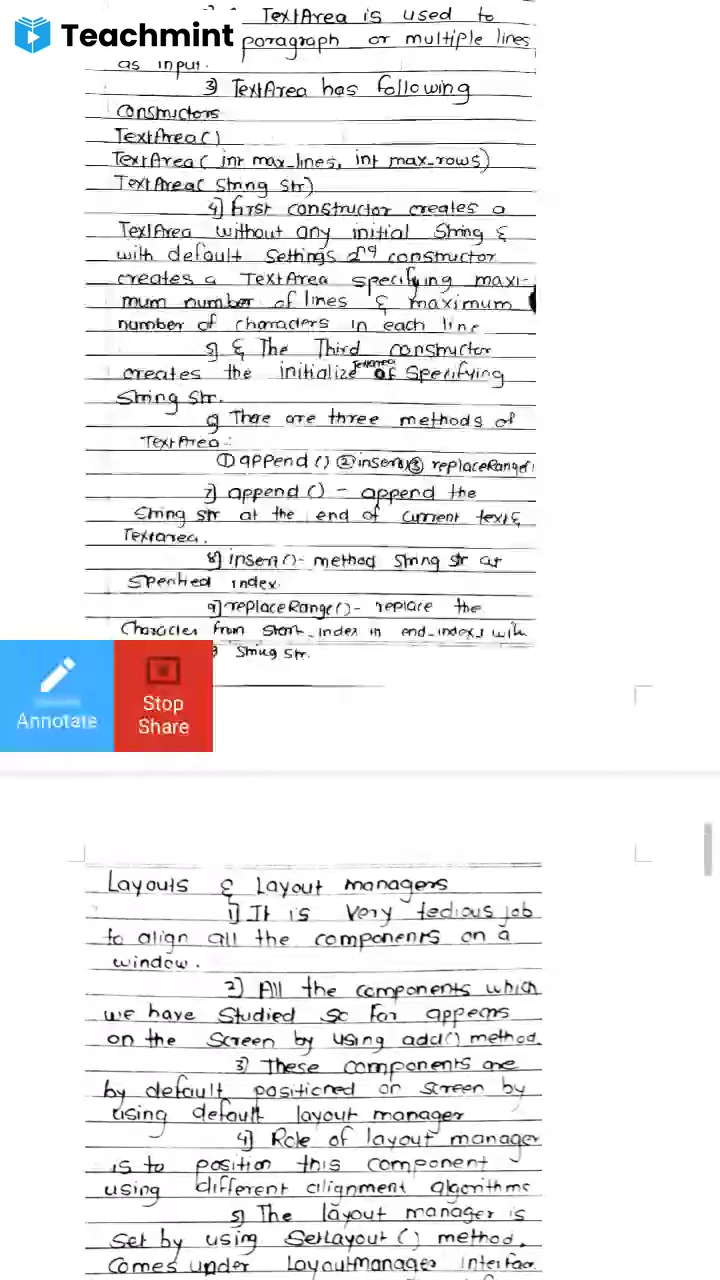 TextArea is used to
Teachmint
paragraph or multiple lines
as input.
3] TextArea has following
constructors
TextArea()
TextArea( int max_lines, int max_rows)
TextArea( String str)
4] First constructor creates a
TextArea without any initial String &
with default Settings 2nd constructor
creates a TextArea specifying maxi-
mum number of lines & maximum
number of characters in each line
5] & The Third constructor
creates the initialize TextArea of Specifying
String str.
There are three methods of
TextArea:
① append () ② insert() ③ replaceRange()
7] append () - append the
String str at the end of current text &
Textarea.
8] insert()- method String str at
specified index.
9] replaceRange()- replace the
Character from start_index in end_index with
String str.
Annotate
Stop
Share
Layouts & Layout managers
1] It is very tedious job
to align all the components on a
window.
2] All the components which
we have studied so for appears
on the screen by using add() method.
3] These components are
by default positioned on screen by
using default layout manager
4] Role of layout manager
is to position this component
using different alignment algorithms
5] The layout manager is
Set by using SetLayout () method.
Comes under LayoutManager interface.